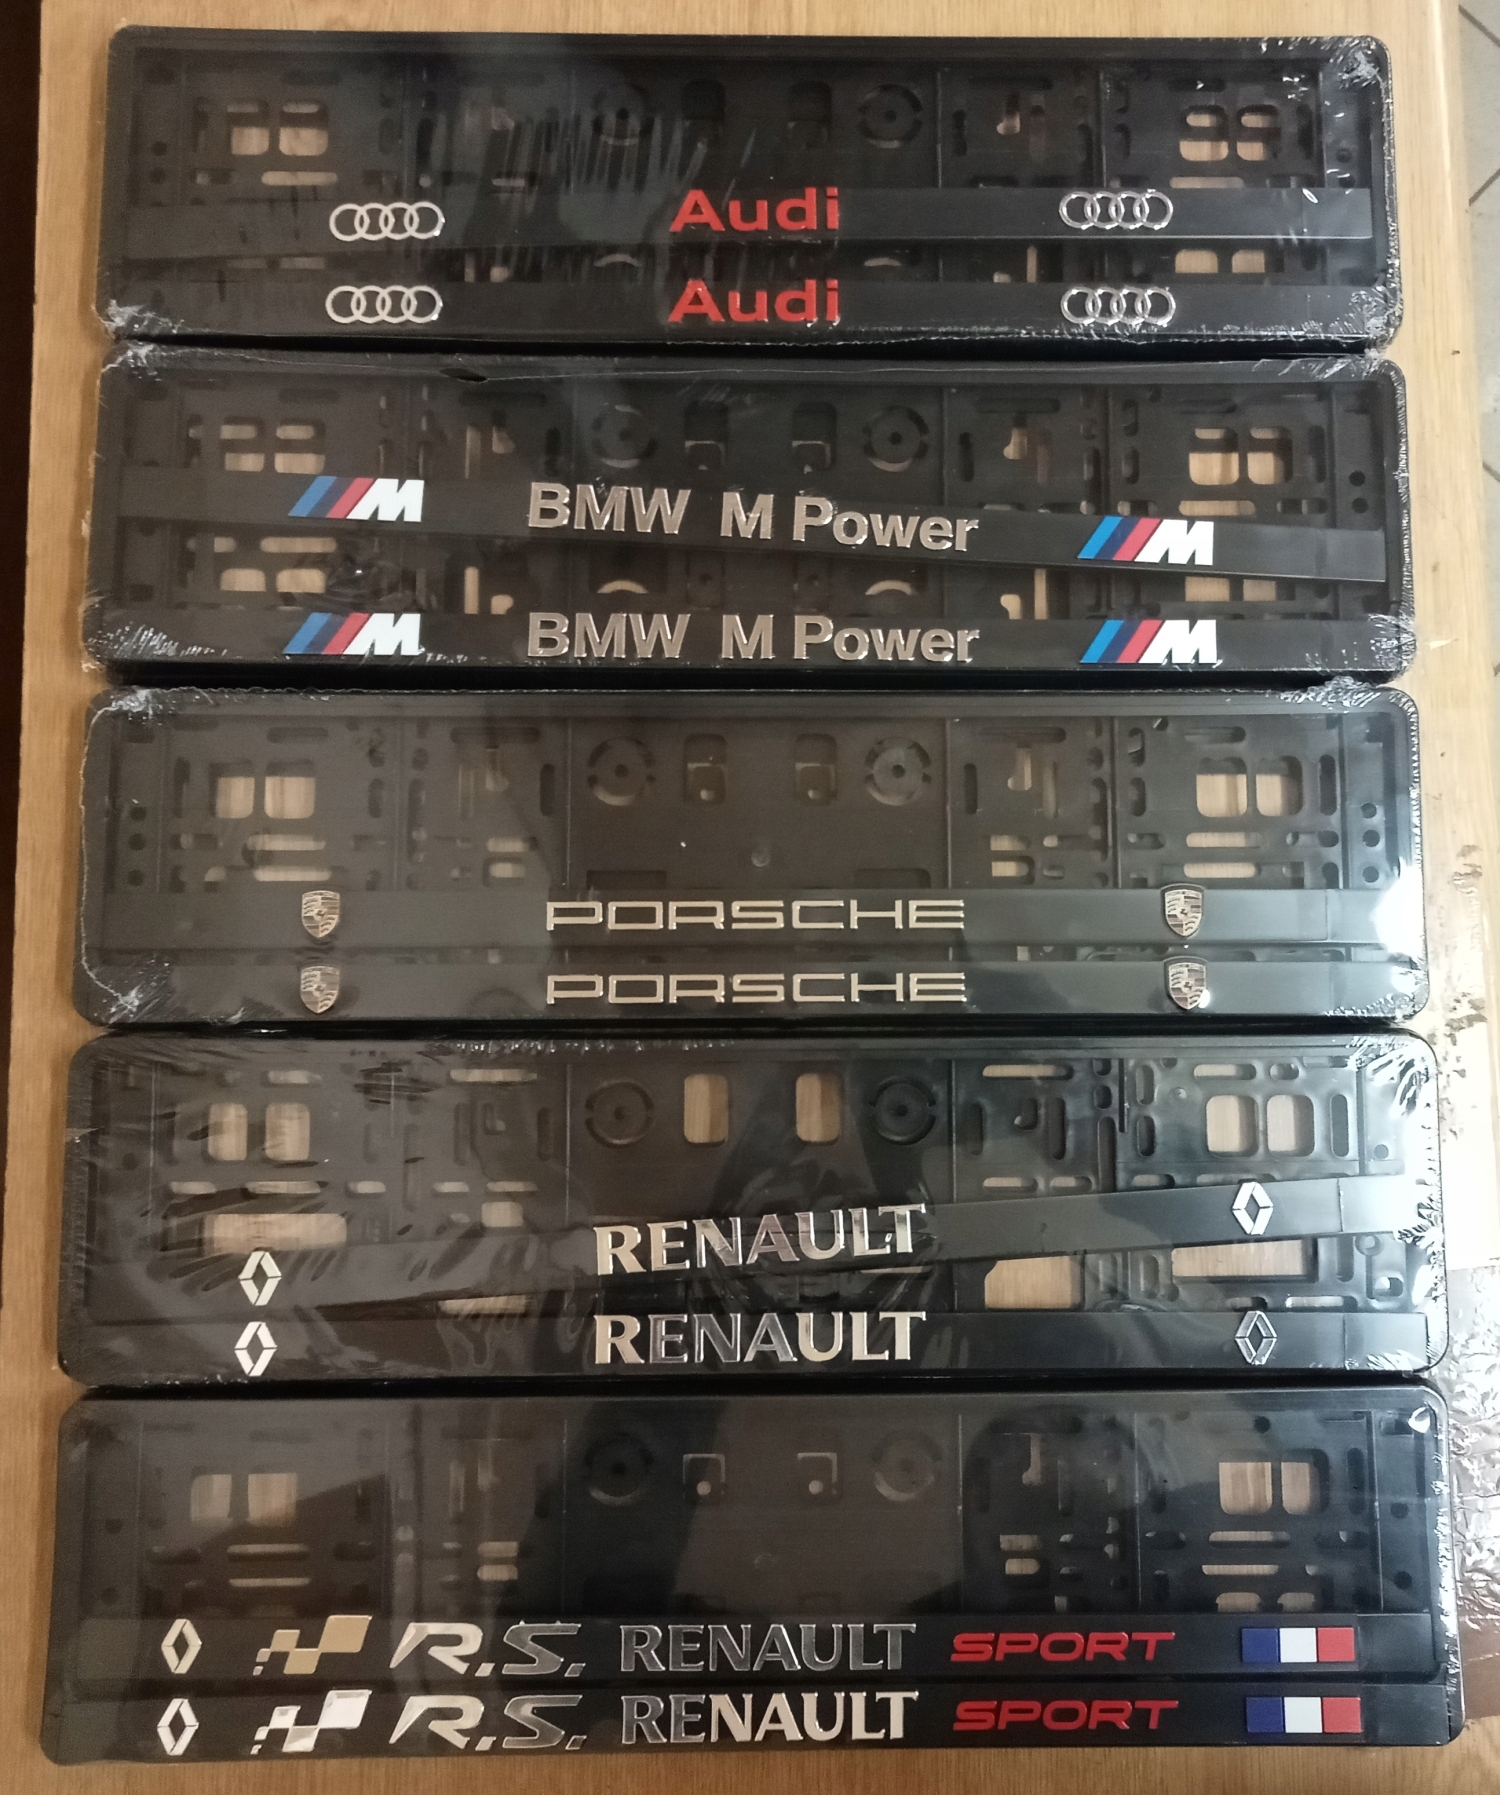 Audi
Audi
M BMW M Power M
M BMW M Power M
PORSCHE
PORSCHE
RENAULT
RENAULT
R.S. RENAULT SPORT
R.S. RENAULT SPORT